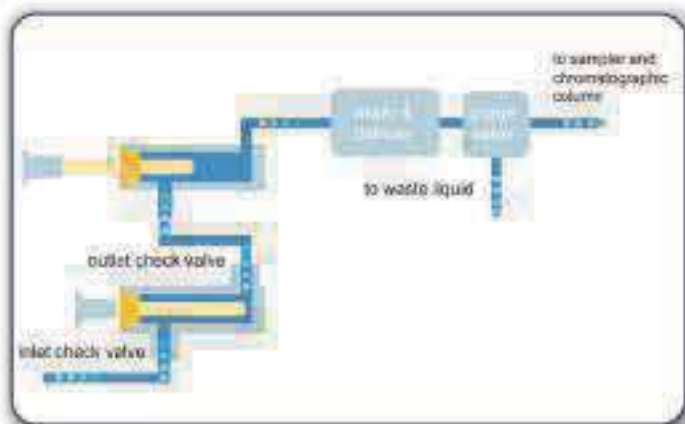 to sampler and
chromatographic
column
to waste liquid
outlet check valve
inlet check valve